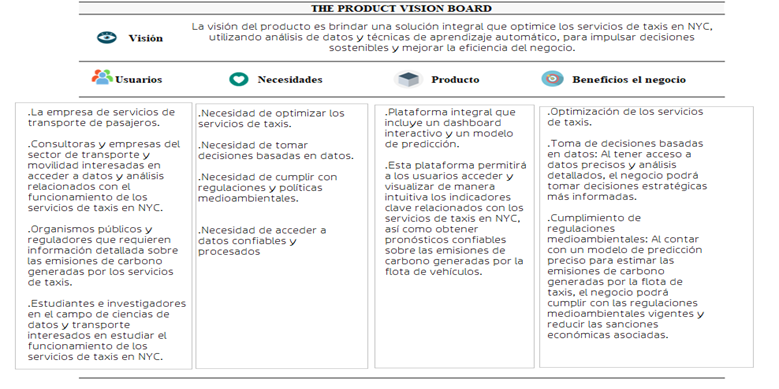 THE PRODUCT VISION BOARD
Visión
La visión del producto es brindar una solución integral que optimice los servicios de taxis en NYC,
utilizando análisis de datos y técnicas de aprendizaje automático, para impulsar decisiones
sostenibles y mejorar la eficiencia del negocio.
Usuarios
Necesidades
Producto
Beneficios el negocio
.La empresa de servicios de
transporte de pasajeros.
.Consultoras y empresas del
sector de transporte y
movilidad interesadas en
acceder a datos y análisis
relacionados con el
funcionamiento de los
servicios de taxis en NYC.
.Organismos públicos y
reguladores que requieren
información detallada sobre
las emisiones de carbono
generadas por los servicios
de taxis.
.Estudiantes e investigadores
en el campo de ciencias de
datos y transporte
interesados en estudiar el
funcionamiento de los
servicios de taxis en NYC.
.Necesidad de optimizar los
servicios de taxis.
.Necesidad de tomar
decisiones basadas en datos.
.Necesidad de cumplir con
regulaciones y políticas
medioambientales.
.Necesidad de acceder a
datos confiables y
procesados
.Plataforma integral que
incluye un dashboard
interactivo y un modelo
de predicción.
.Esta plataforma permitirá
a los usuarios acceder y
visualizar de manera
intuitiva los indicadores
clave relacionados con los
servicios de taxis en NYC,
así como obtener
pronósticos confiables
sobre las emisiones de
carbono generadas por la
flota de vehículos.
.Optimización de los servicios
de taxis.
.Toma de decisiones basadas
en datos: Al tener acceso a
datos precisos y análisis
detallados, el negocio podrá
tomar decisiones estratégicas
más informadas.
.Cumplimiento de
regulaciones
medioambientales: Al contar
con un modelo de predicción
preciso para estimar las
emisiones de carbono
generadas por la flota de
taxis, el negocio podrá
cumplir con las regulaciones
medioambientales vigentes y
reducir las sanciones
económicas asociadas.